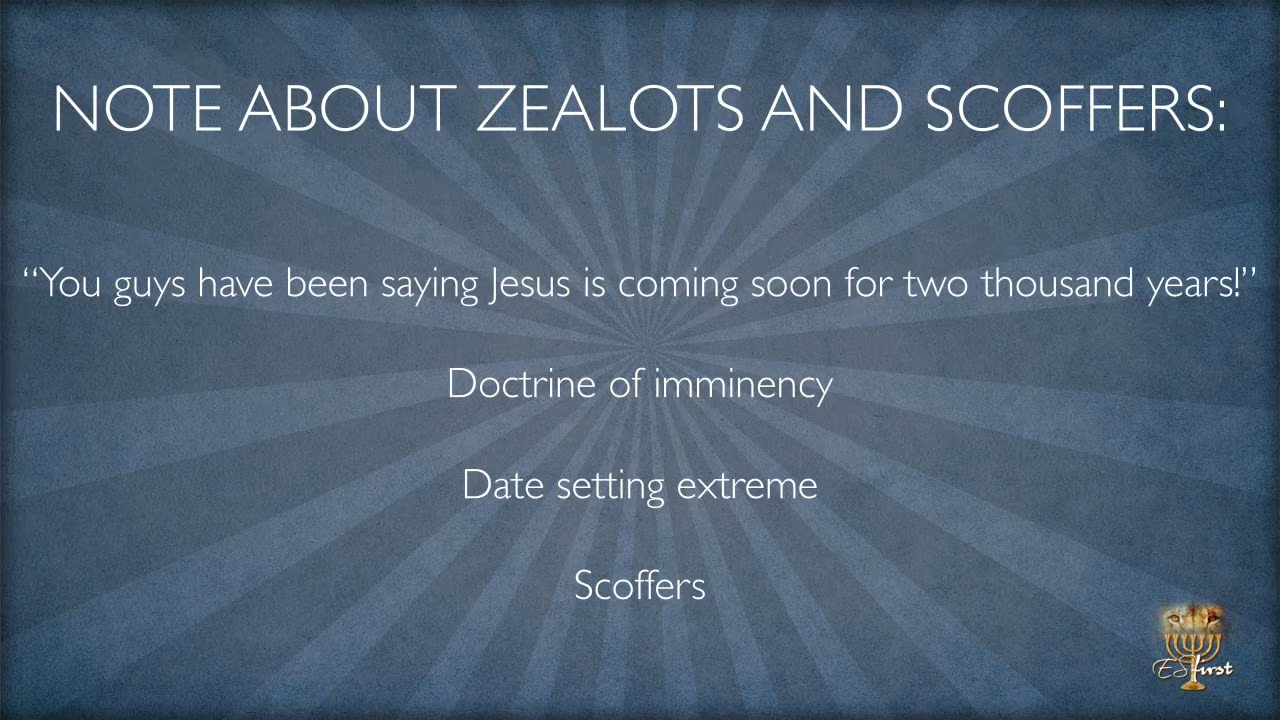 NOTE ABOUT ZEALOTS AND SCOFFERS:
“You guys have been saying Jesus is coming soon for two thousand years!”
Doctrine of imminency
Date setting extreme
Scoffers
ESfirst